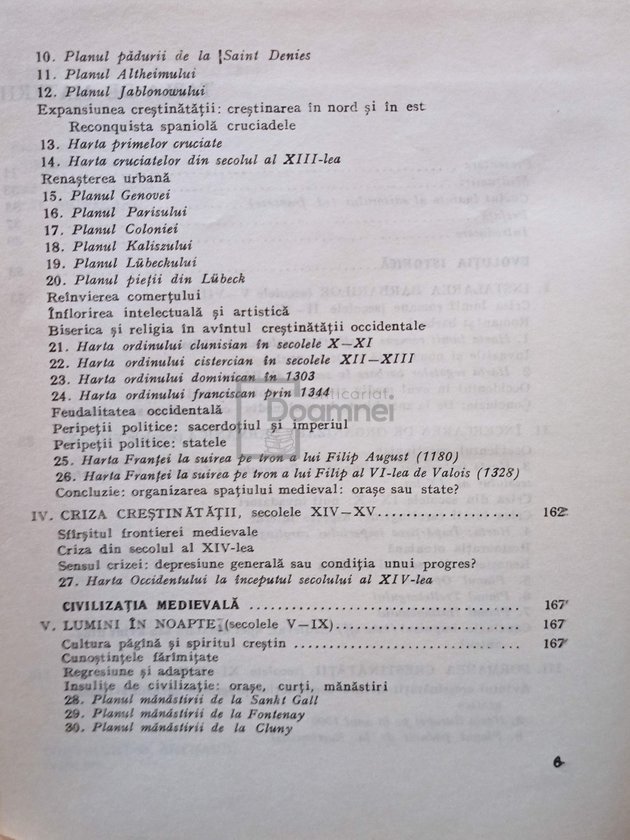 10. Planul pădurii de la Saint Denies
11. Planul Altheimului
12. Planul Jablonowului
Expansiunea creştinătăţii: creştinarea în nord şi în est
Reconquista spaniolă cruciadele
13. Harta primelor cruciate
14. Harta cruciatelor din secolul al XIII-lea
Renaşterea urbană
15. Planul Genovei
16. Planul Parisului
17. Planul Coloniei
18. Planul Kaliszului
19. Planul Lübeckului
20. Planul pieţii din Lübeck
Reînvierea comerţului
Înflorirea intelectuală şi artistică
Biserica şi religia în avîntul creştinătăţii occidentale
21. Harta ordinului clunisian în secolele X—XI
22. Harta ordinului cistercian în secolele XII—XIII
23. Harta ordinului dominican în 1303
24. Harta ordinului franciscan prin 1344
Feudalitatea occidentală
Peripeţii politice: sacerdoţiul şi imperiul
Peripeţii politice: statele
25. Harta Franţei la suirea pe tron a lui Filip August (1180)
26. Harta Franţei la suirea pe tron a lui Filip al VI-lea de Valois (1328)
Concluzie: organizarea spaţiului medieval: oraşe sau state?
IV. CRIZA CREŞTINĂTĂŢII, secolele XIV—XV.................... 162
Sfîrşitul frontierei medievale
Criza din secolul al XIV-lea
Sensul crizei: depresiune generală sau condiţia unui progres?
27. Harta Occidentului la începutul secolului al XIV-lea
CIVILIZAŢIA MEDIEVALĂ .................................... 167
V. LUMINI ÎN NOAPTE (secolele V—IX).......................... 167
Cultura păgînă şi spiritul creştin .............................. 167
Cunoştinţele fărîmiţate
Regresiune şi adaptare
Insuliţe de civilizaţie: oraşe, curţi, mănăstiri
28. Planul mănăstirii de la Sankt Gall
29. Planul mănăstirii de la Fontenay
30. Planul mănăstirii de la Cluny
6
Anticariat
Doamnei